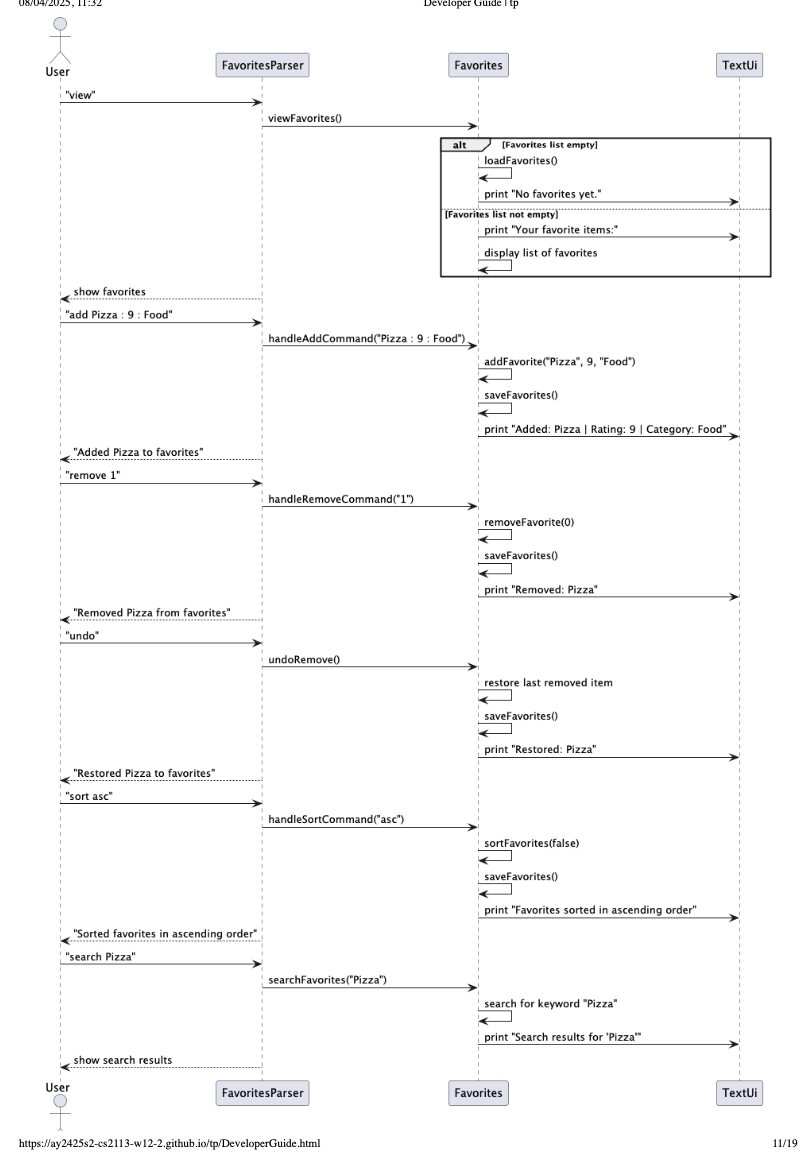 08/04/2025, 11:32
Developer Guide | tp
User
FavoritesParser
Favorites
TextUi
"view"
viewFavorites()
alt
[Favorites list empty]
loadFavorites()
print "No favorites yet."
[Favorites list not empty]
print "Your favorite items:"
display list of favorites
show favorites
"add Pizza : 9 : Food"
handleAddCommand("Pizza : 9 : Food")
addFavorite("Pizza", 9, "Food")
saveFavorites()
print "Added: Pizza | Rating: 9 | Category: Food"
"Added Pizza to favorites"
"remove 1"
handleRemoveCommand("1")
removeFavorite(0)
saveFavorites()
print "Removed: Pizza"
"Removed Pizza from favorites"
"undo"
undoRemove()
restore last removed item
saveFavorites()
print "Restored: Pizza"
"Restored Pizza to favorites"
"sort asc"
handleSortCommand("asc")
sortFavorites(false)
saveFavorites()
print "Favorites sorted in ascending order"
"Sorted favorites in ascending order"
"search Pizza"
searchFavorites("Pizza")
search for keyword "Pizza"
print "Search results for 'Pizza'"
show search results
User
FavoritesParser
Favorites
TextUi
https://ay2425s2-cs2113-w12-2.github.io/tp/DeveloperGuide.html
11/19